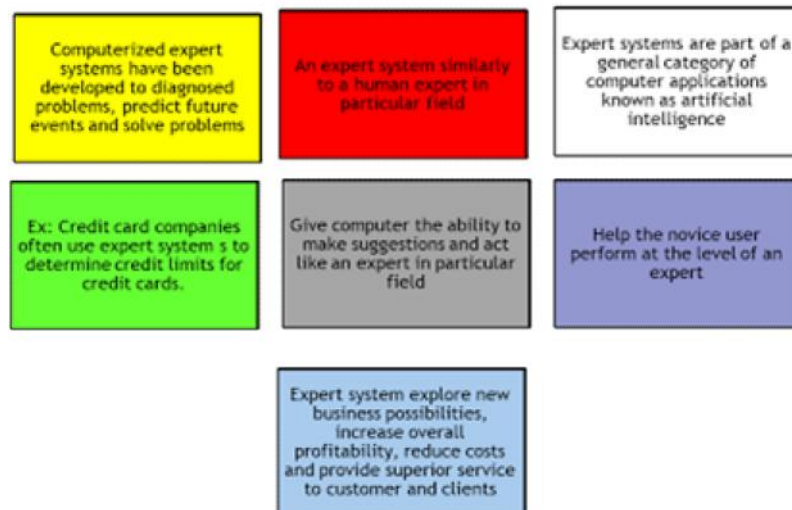 Computerized expert
systems have been
developed to diagnosed
problems, predict future
events and solve problems
An expert system similarly
to a human expert in
particular field
Expert systems are part of a
general category of
computer applications
known as artificial
intelligence
Ex: Credit card companies
often use expert system s to
determine credit limits for
credit cards.
Give computer the ability to
make suggestions and act
like an expert in particular
field
Help the novice user
perform at the level of an
expert
Expert system explore new
business possibilities,
increase overall
profitability, reduce costs
and provide superior service
to customer and clients